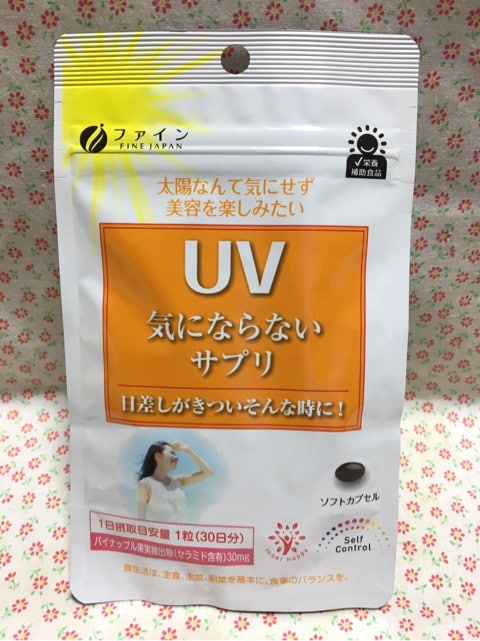 ファイン
FINE JAPAN
✓栄養
補助食品
太陽なんて気にせず
美容を楽しみたい
UV
気にならない
サプリ
日差しがきついそんな時に!
ソフトカプセル
1日摂取目安量 1粒(30日分)
パイナップル果実抽出物(セラミド含有)30mg
Inner Happy
Self
Control
食生活は、主食、主菜、副菜を基本に、食事のバランスを。